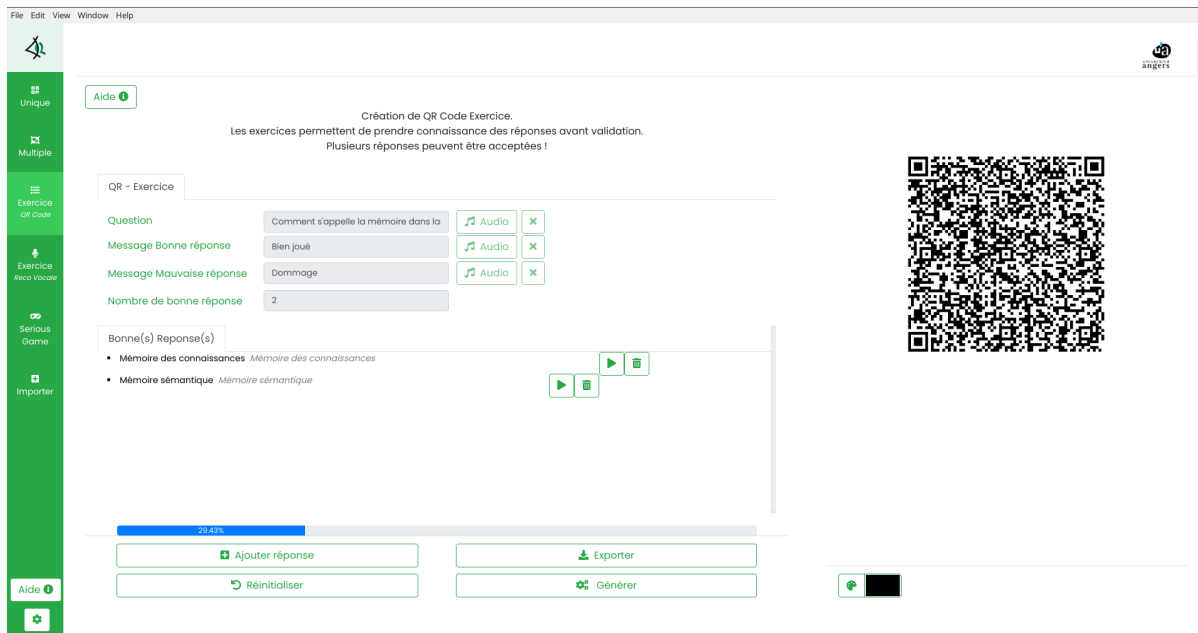 File Edit View Window Help
université
angers
Unique
Multiple
Exercice
QR Code
Exercice
Reco Vocale
Serious
Game
Importer
Aide
Aide
Création de QR Code Exercice.
Les exercices permettent de prendre connaissance des réponses avant validation.
Plusieurs réponses peuvent être acceptées !
QR - Exercice
Question Comment s'appelle la mémoire dans la Audio
Message Bonne réponse Bien joué Audio
Message Mauvaise réponse Dommage Audio
Nombre de bonne réponse 2
Bonne(s) Reponse(s)
Mémoire des connaissances Mémoire des connaissances
Mémoire sémantique Mémoire sémantique
29.43%
Ajouter réponse Exporter
Réinitialiser Générer